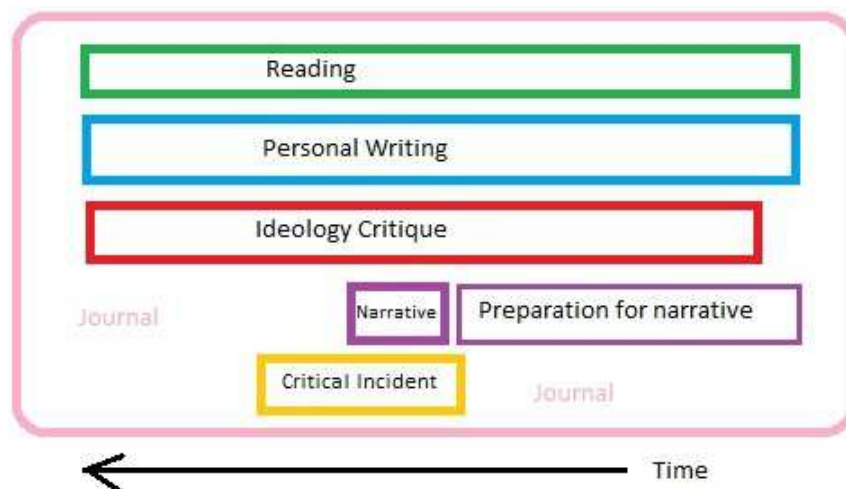 Reading
Personal Writing
Ideology Critique
Narrative
Preparation for narrative
Journal
Critical Incident
Journal
Time